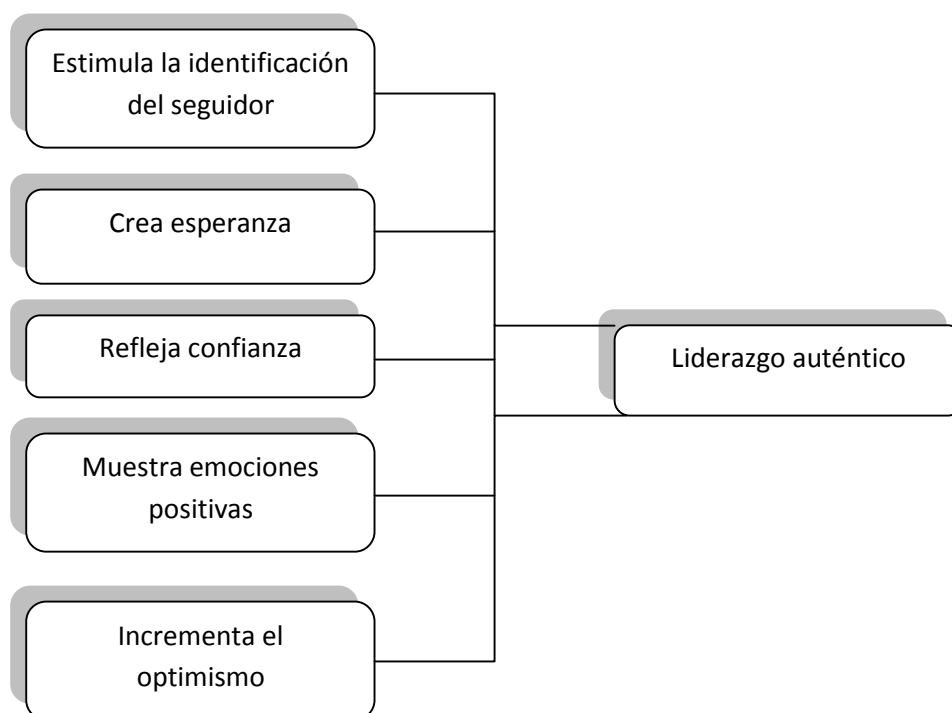 Estimula la identificación
del seguidor
Crea esperanza
Refleja confianza
Liderazgo auténtico
Muestra emociones
positivas
Incrementa el
optimismo